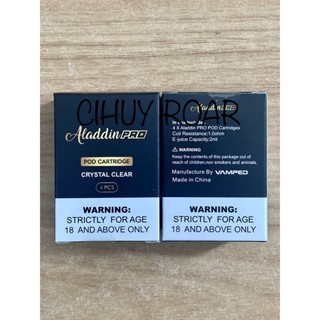 CIHUY ROAR
Aladdin PRO
POD CARTRIDGE
CRYSTAL CLEAR
4 PCS
WARNING:
STRICTLY FOR AGE
18 AND ABOVE ONLY
Aladdin PRO
4 X Aladdin PRO POD Cartridges
Coil Resistance:1.0ohm
E-juice Capacity:2ml
WARNING
Keep the contents of this package out of
reach of children,non smokers and animals.
Manufacture By VAMPED
Made in China
WARNING:
STRICTLY FOR AGE
18 AND ABOVE ONLY